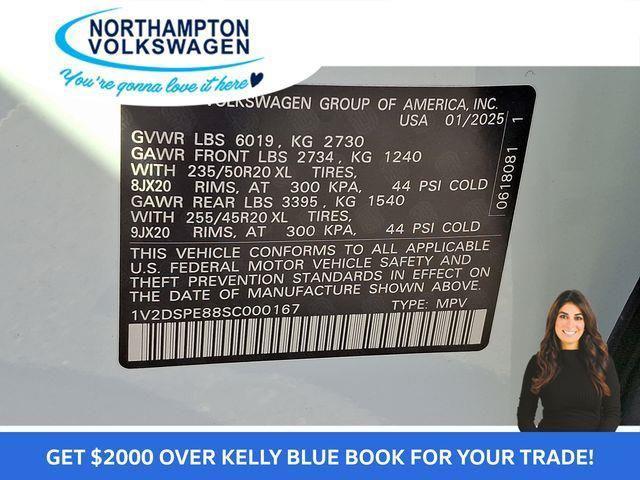 NORTHAMPTON
VOLKSWAGEN
You're gonna love it here
VOLKSWAGEN GROUP OF AMERICA, INC.
USA 01/2025
GVWR LBS 6019 , KG 2730
GAWR FRONT LBS 2734 , KG 1240
WITH 235/50R20 XL TIRES,
8JX20 RIMS, AT 300 KPA, 44 PSI COLD
GAWR REAR LBS 3395 , KG 1540
WITH 255/45R20 XL TIRES,
9JX20 RIMS, AT 300 KPA, 44 PSI COLD
THIS VEHICLE CONFORMS TO ALL APPLICABLE
U.S. FEDERAL MOTOR VEHICLE SAFETY AND
THEFT PREVENTION STANDARDS IN EFFECT ON
THE DATE OF MANUFACTURE SHOWN ABOVE.
1V2DSPE88SC000167 TYPE: MPV
0618081 1
GET $2000 OVER KELLY BLUE BOOK FOR YOUR TRADE!